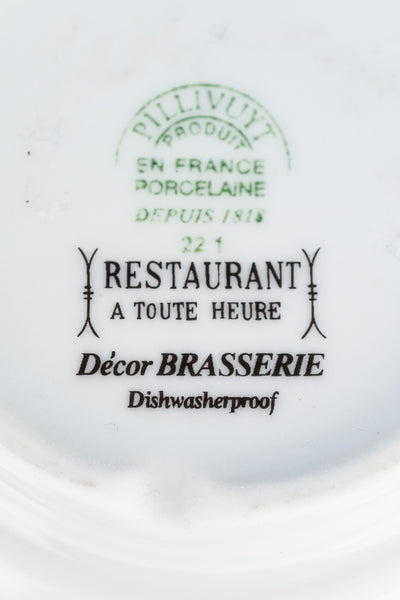 PILLIVUYT
PRODUIT
EN FRANCE
PORCELAINE
DEPUIS 1818
22 1
RESTAURANT
A TOUTE HEURE
Décor BRASSERIE
Dishwasherproof